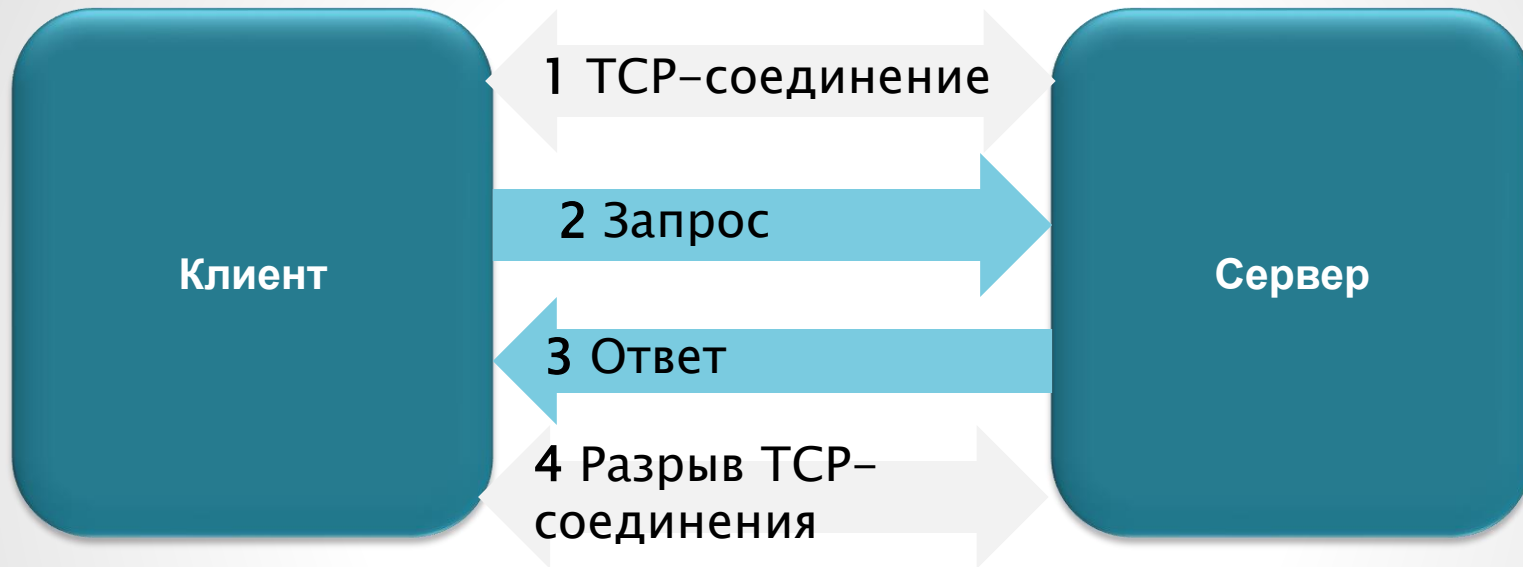 1 TCP-соединение
2 Запрос
Клиент
Сервер
3 Ответ
4 Разрыв TCP-
соединения